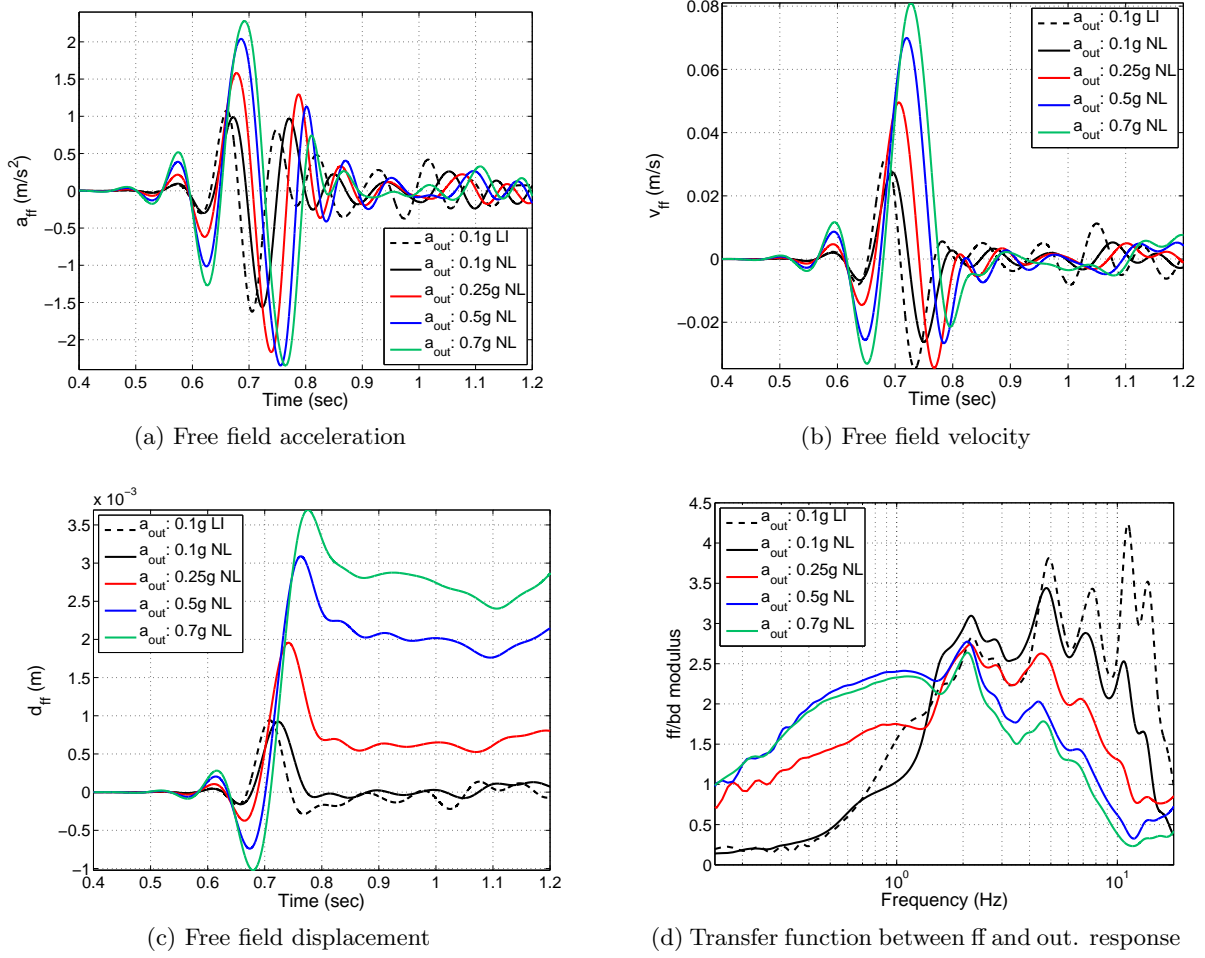 2
1.5
1
0.5
0
−0.5
−1
−1.5
−2
a_ff (m/s²)
a_out: 0.1g LI
a_out: 0.1g NL
a_out: 0.25g NL
a_out: 0.5g NL
a_out: 0.7g NL
0.4 0.5 0.6 0.7 0.8 0.9 1 1.1 1.2
Time (sec)
(a) Free field acceleration
0.08
0.06
0.04
0.02
0
−0.02
v_ff (m/s)
a_out: 0.1g LI
a_out: 0.1g NL
a_out: 0.25g NL
a_out: 0.5g NL
a_out: 0.7g NL
0.4 0.5 0.6 0.7 0.8 0.9 1 1.1 1.2
Time (sec)
(b) Free field velocity
x 10⁻³
3.5
3
2.5
2
1.5
1
0.5
0
−0.5
−1
d_ff (m)
a_out: 0.1g LI
a_out: 0.1g NL
a_out: 0.25g NL
a_out: 0.5g NL
a_out: 0.7g NL
0.4 0.5 0.6 0.7 0.8 0.9 1 1.1 1.2
Time (sec)
(c) Free field displacement
4.5
4
3.5
3
2.5
2
1.5
1
0.5
0
ff/bd modulus
a_out: 0.1g LI
a_out: 0.1g NL
a_out: 0.25g NL
a_out: 0.5g NL
a_out: 0.7g NL
10⁰ 10¹
Frequency (Hz)
(d) Transfer function between ff and out. response